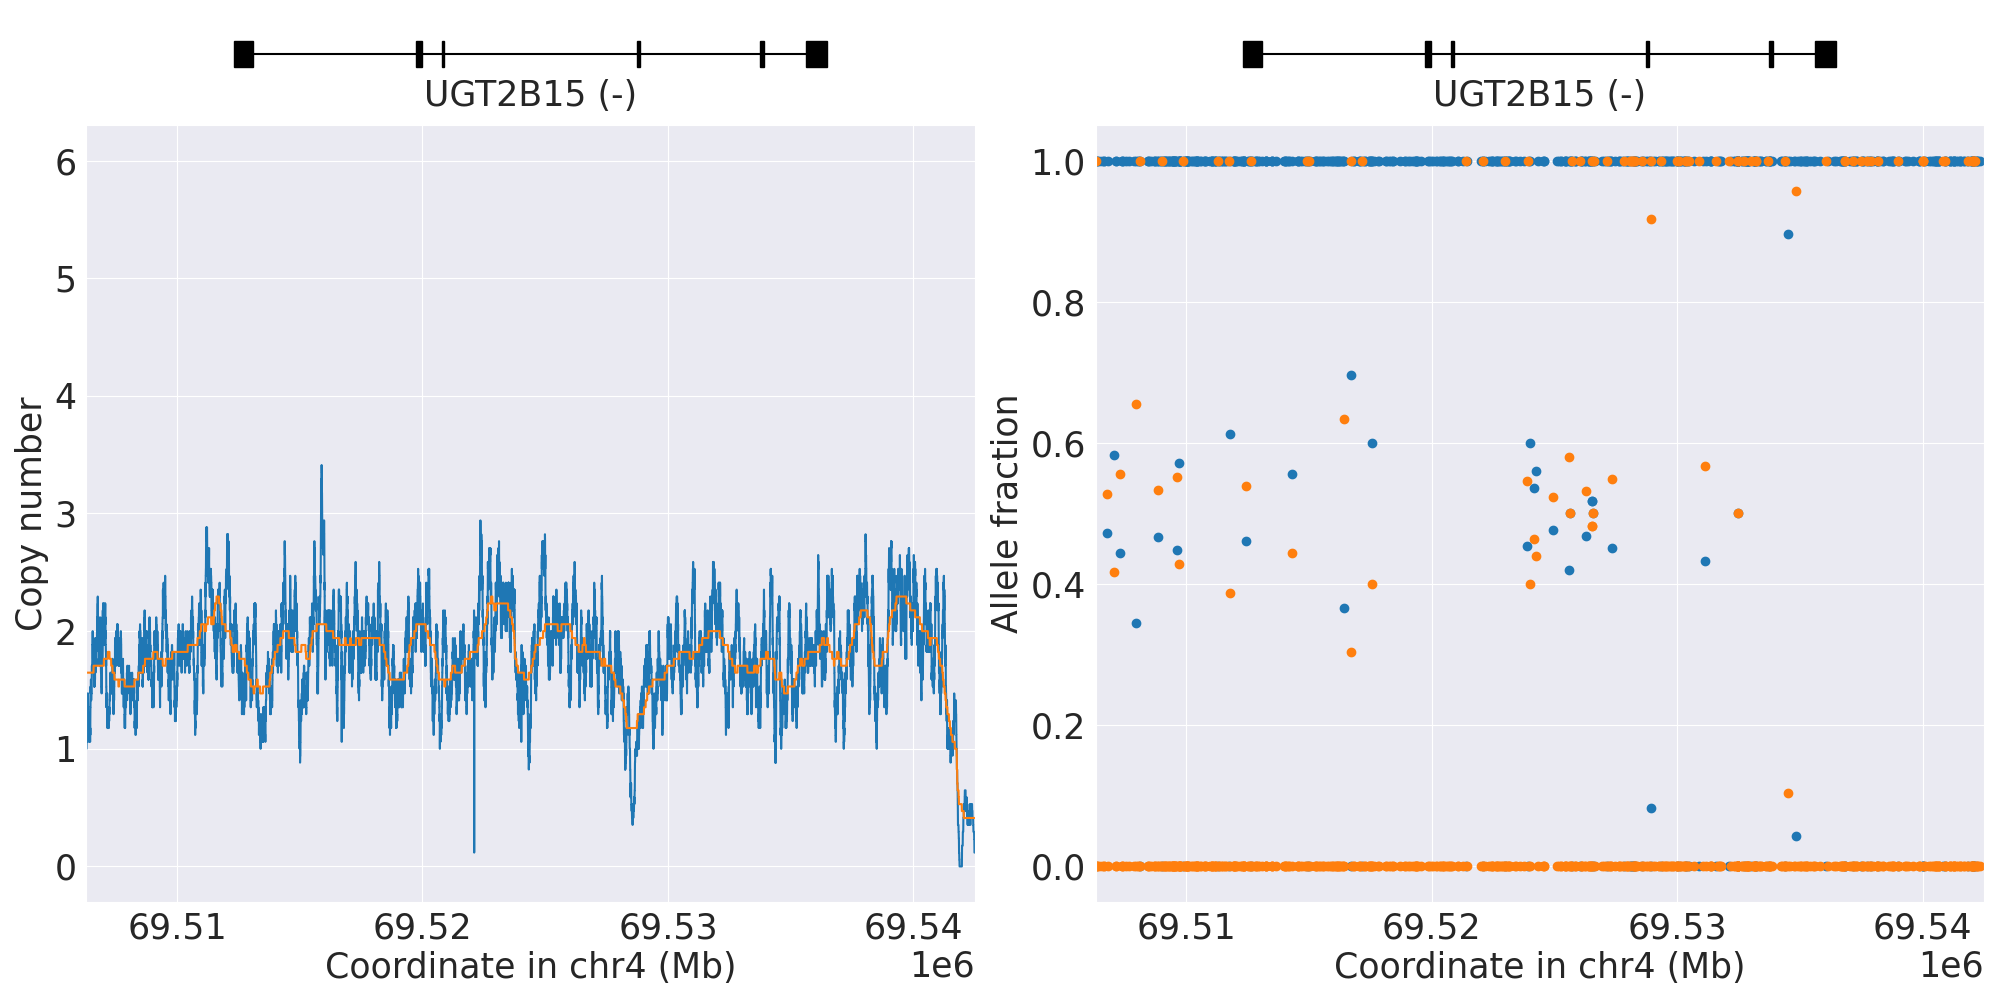 UGT2B15 (-)
6
5
4
3
2
1
0
Copy number
69.51 69.52 69.53 69.54
Coordinate in chr4 (Mb)
1e6
UGT2B15 (-)
1.0
0.8
0.6
0.4
0.2
0.0
Allele fraction
69.51 69.52 69.53 69.54
Coordinate in chr4 (Mb)
1e6